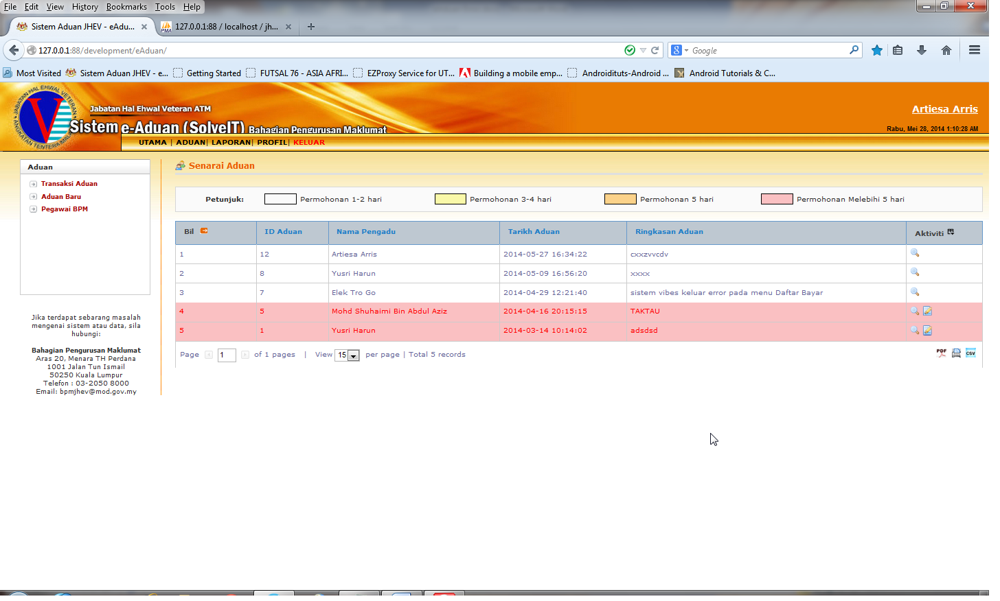 File Edit View History Bookmarks Tools Help
Sistem Aduan JHEV - eAdu... × 127.0.0.1:88 / localhost / jh... × +
127.0.0.1:88/development/eAduan/ Google
Most Visited Sistem Aduan JHEV - e... Getting Started FUTSAL 76 - ASIA AFRI... EZProxy Service for UT... Building a mobile emp... Androidituts-Android ... Android Tutorials & C...
JABATAN HAL EHWAL VETERAN
ANGKATAN TENTERA
Jabatan Hal Ehwal Veteran ATM
Sistem e-Aduan (SolveIT) Bahagian Pengurusan Maklumat
Artiesa Arris
Rabu, Mei 28, 2014 1:10:28 AM
UTAMA | ADUAN| LAPORAN| PROFIL| KELUAR
Aduan
Transaksi Aduan
Aduan Baru
Pegawai BPM
Jika terdapat sebarang masalah
mengenai sistem atau data, sila
hubungi:
Bahagian Pengurusan Maklumat
Aras 20, Menara TH Perdana
1001 Jalan Tun Ismail
50250 Kuala Lumpur
Telefon : 03-2050 8000
Email: bpmjhev@mod.gov.my
Senarai Aduan
Petunjuk: Permohonan 1-2 hari Permohonan 3-4 hari Permohonan 5 hari Permohonan Melebihi 5 hari
Bil ID Aduan Nama Pengadu Tarikh Aduan Ringkasan Aduan Aktiviti
1 12 Artiesa Arris 2014-05-27 16:34:22 cxxzvvcdv
2 8 Yusri Harun 2014-05-09 16:56:20 xxxx
3 7 Elek Tro Go 2014-04-29 12:21:40 sistem vibes keluar error pada menu Daftar Bayar
4 5 Mohd Shuhaimi Bin Abdul Aziz 2014-04-16 20:15:15 TAKTAU
5 1 Yusri Harun 2014-03-14 10:14:02 adsdsd
Page 1 of 1 pages | View 15 per page | Total 5 records PDF CSV